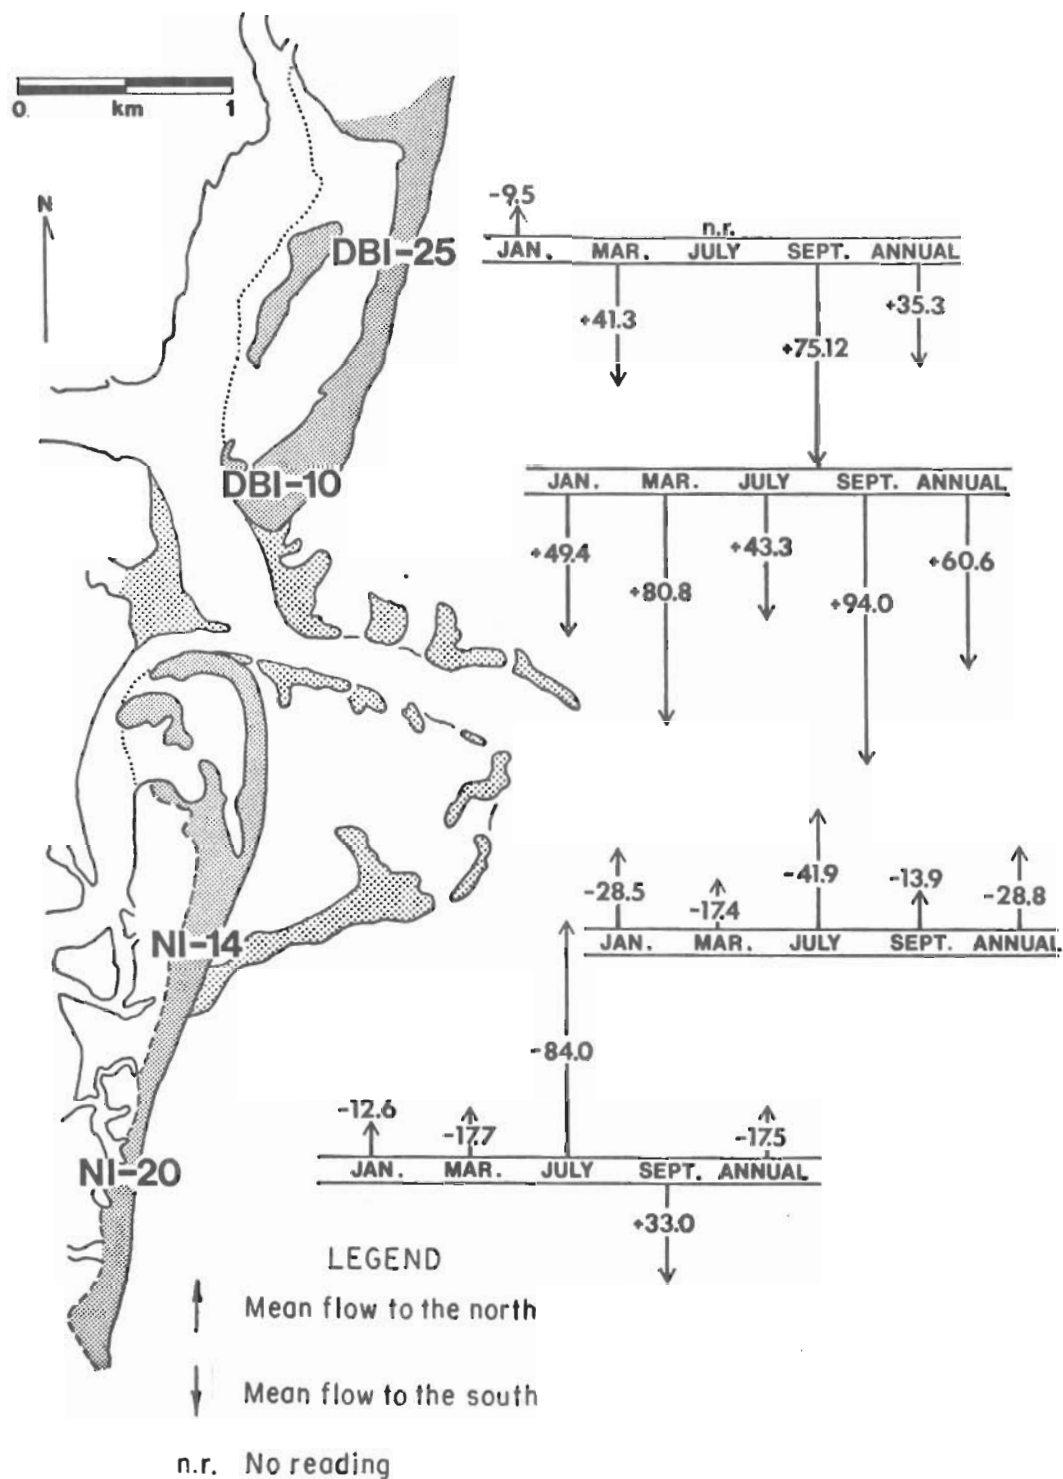 0 km 1
N
-9.5
n.r.
DBI-25 JAN. MAR. JULY SEPT. ANNUAL
+41.3 +75.12 +35.3
DBI-10 JAN. MAR. JULY SEPT. ANNUAL
+49.4 +80.8 +43.3 +94.0 +60.6
-28.5 -17.4 -41.9 -13.9 -28.8
NI-14 JAN. MAR. JULY SEPT. ANNUAL
-84.0
-12.6 -17.7 -17.5
NI-20 JAN. MAR. JULY SEPT. ANNUAL
+33.0
LEGEND
Mean flow to the north
Mean flow to the south
n.r. No reading